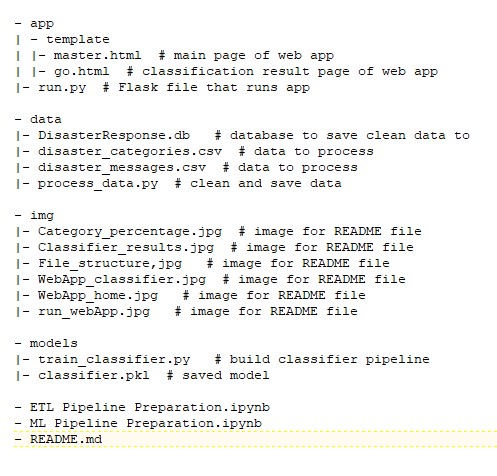 - app
| - template
| |- master.html  # main page of web app
| |- go.html  # classification result page of web app
|- run.py  # Flask file that runs app

- data
|- DisasterResponse.db   # database to save clean data to
|- disaster_categories.csv  # data to process
|- disaster_messages.csv  # data to process
|- process_data.py  # clean and save data

- img
|- Category_percentage.jpg  # image for README file
|- Classifier_results.jpg  # image for README file
|- File_structure,jpg   # image for README file
|- WebApp_classifier.jpg  # image for README file
|- WebApp_home.jpg   # image for README file
|- run_webApp.jpg   # image for README file

- models
|- train_classifier.py   # build classifier pipeline
|- classifier.pkl  # saved model

- ETL Pipeline Preparation.ipynb
- ML Pipeline Preparation.ipynb
- README.md